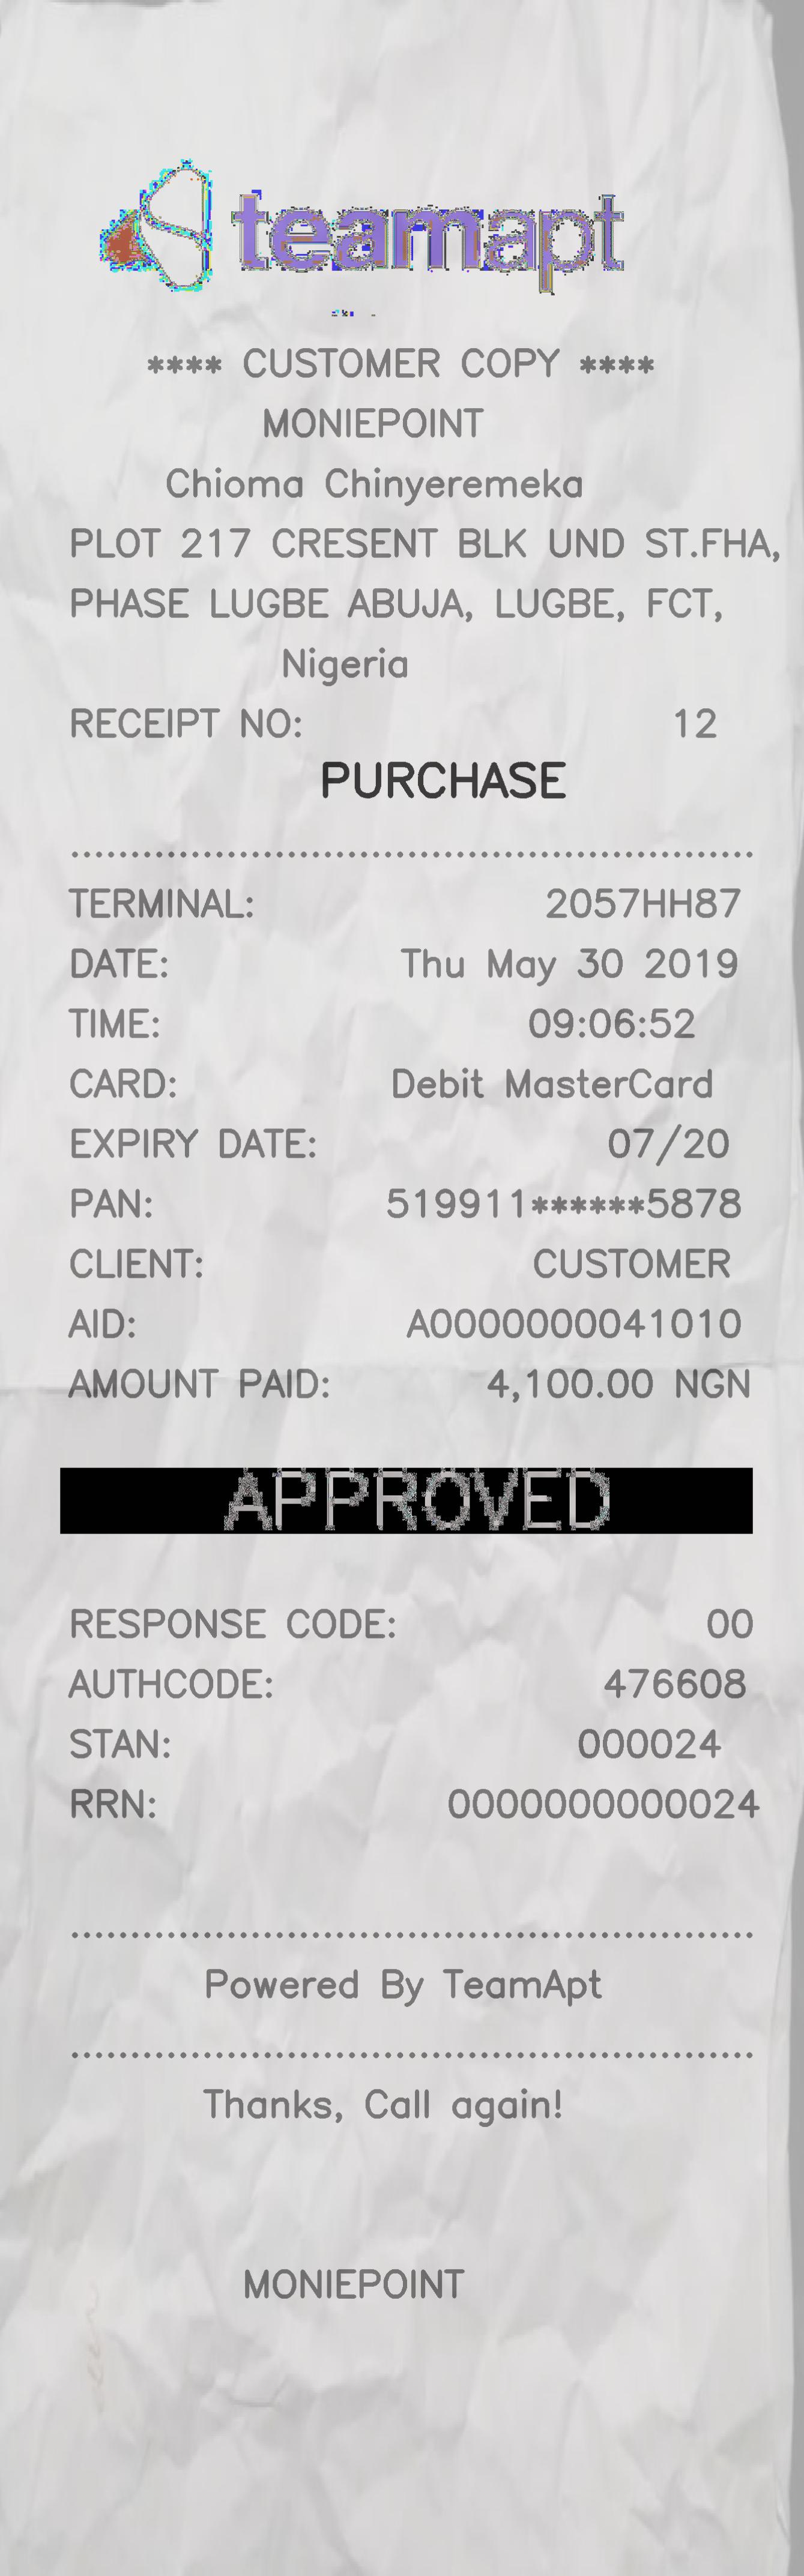 teamapt
**** CUSTOMER COPY ****
MONIEPOINT
Chioma Chinyeremeka
PLOT 217 CRESENT BLK UND ST.FHA,
PHASE LUGBE ABUJA, LUGBE, FCT,
Nigeria
RECEIPT NO: 12
PURCHASE
TERMINAL: 2057HH87
DATE: Thu May 30 2019
TIME: 09:06:52
CARD: Debit MasterCard
EXPIRY DATE: 07/20
PAN: 519911******5878
CLIENT: CUSTOMER
AID: A0000000041010
AMOUNT PAID: 4,100.00 NGN
APPROVED
RESPONSE CODE: 00
AUTHCODE: 476608
STAN: 000024
RRN: 0000000000024
Powered By TeamApt
Thanks, Call again!
MONIEPOINT